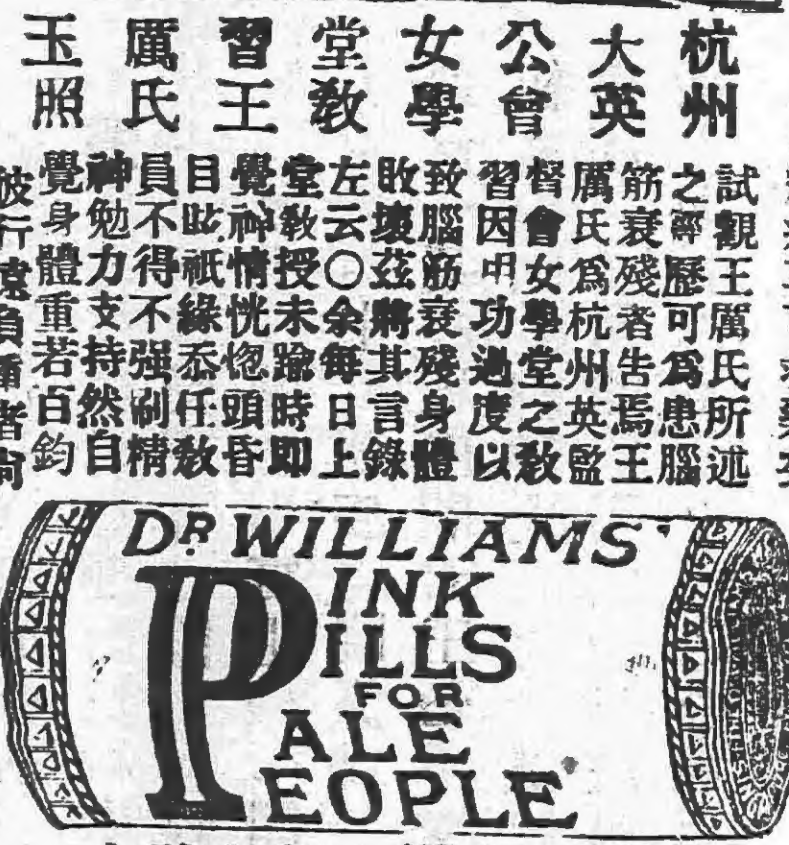 杭州
大英
公會
女學
堂教
習王
厲氏
玉照
試觀王厲氏所述
之經歷可爲患腦
筋衰殘者告焉王
厲氏爲杭州英監
督會女學堂之教
習因用功過度以
致腦筋衰殘身體
敗壞茲將其言錄
左云○余每日上
堂教授未踰時即
覺神情恍惚頭昏
目眩祇緣忝任教
員不得不强刷精
神勉力支持然自
覺身體重若百鈞
DR. WILLIAMS'
PINK
PILLS
FOR
PALE
PEOPLE